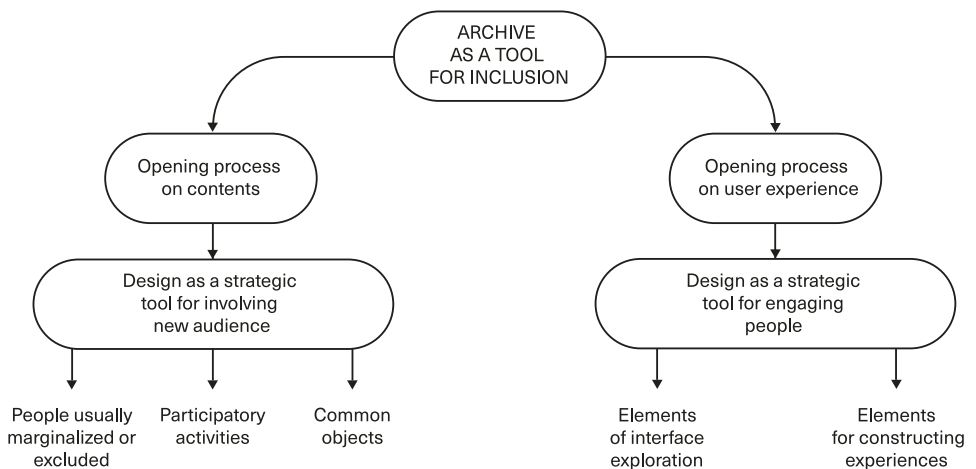 ARCHIVE
AS A TOOL
FOR INCLUSION
Opening process
on contents
Opening process
on user experience
Design as a strategic
tool for involving
new audience
Design as a strategic
tool for engaging
people
People usually
marginalized or
excluded
Participatory
activities
Common
objects
Elements
of interface
exploration
Elements
for constructing
experiences